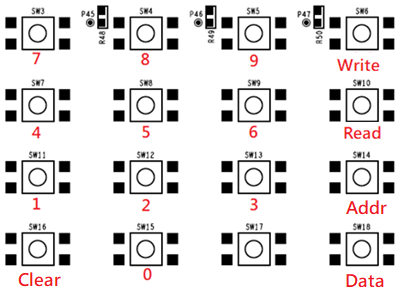 SW3 P45 R48 SW4 P46 R49 SW5 P47 R50 SW6
7 8 9 Write
SW7 SW8 SW9 SW10
4 5 6 Read
SW11 SW12 SW13 SW14
1 2 3 Addr
SW16 SW15 SW17 SW18
Clear 0 Data